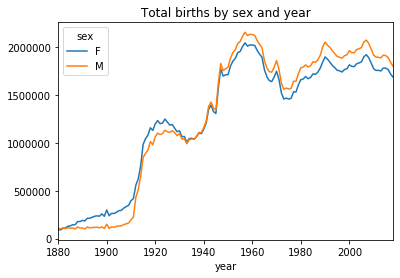 Total births by sex and year
sex
F
M
2000000
1500000
1000000
500000
0
1880 1900 1920 1940 1960 1980 2000
year